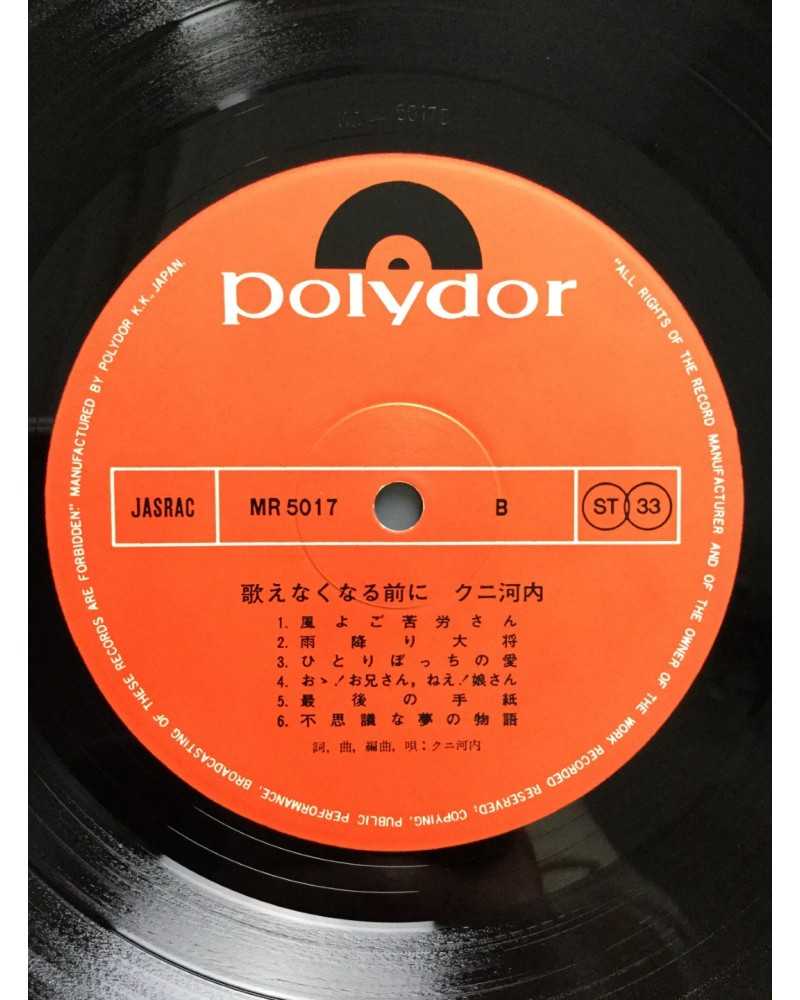 polydor
JASRAC
MR 5017
B
ST 33
歌えなくなる前に クニ河内
1. 風よご苦労さん
2. 雨降り大将
3. ひとりぼっちの愛
4. おゝ!お兄さん,ねえ!娘さん
5. 最後の手紙
6. 不思議な夢の物語
詞,曲,編曲,唄:クニ河内
"ALL RIGHTS OF THE RECORD MANUFACTURER AND OF THE OWNER OF THE WORK RECORDED RESERVED, COPYING, PUBLIC PERFORMANCE, BROADCASTING OF THESE RECORDS ARE FORBIDDEN." MANUFACTURED BY POLYDOR K.K., JAPAN.